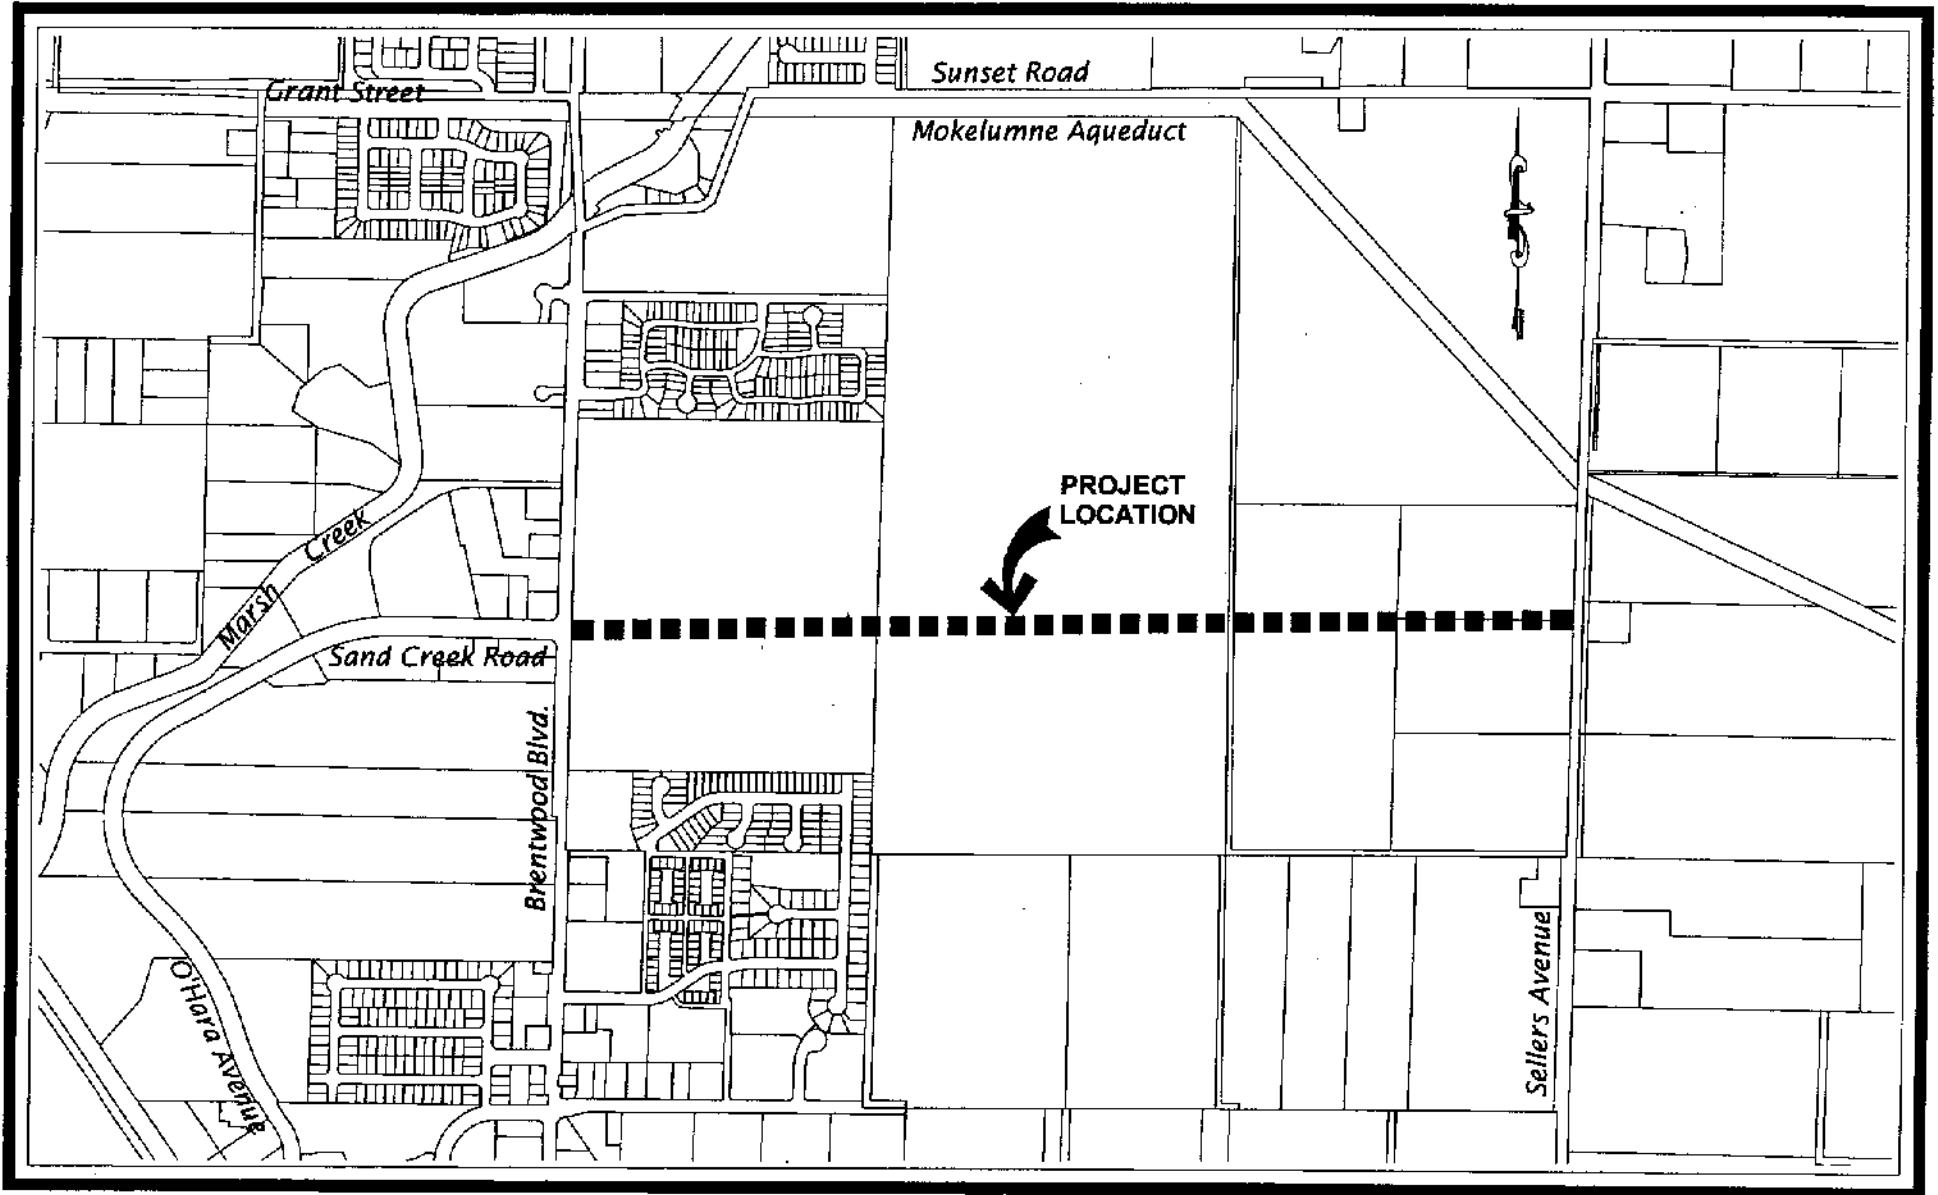 Sunset Road
Grant Street
Mokelumne Aqueduct
PROJECT
LOCATION
Marsh Creek
Sand Creek Road
Brentwood Blvd.
Sellers Avenue
O'Hara Avenue